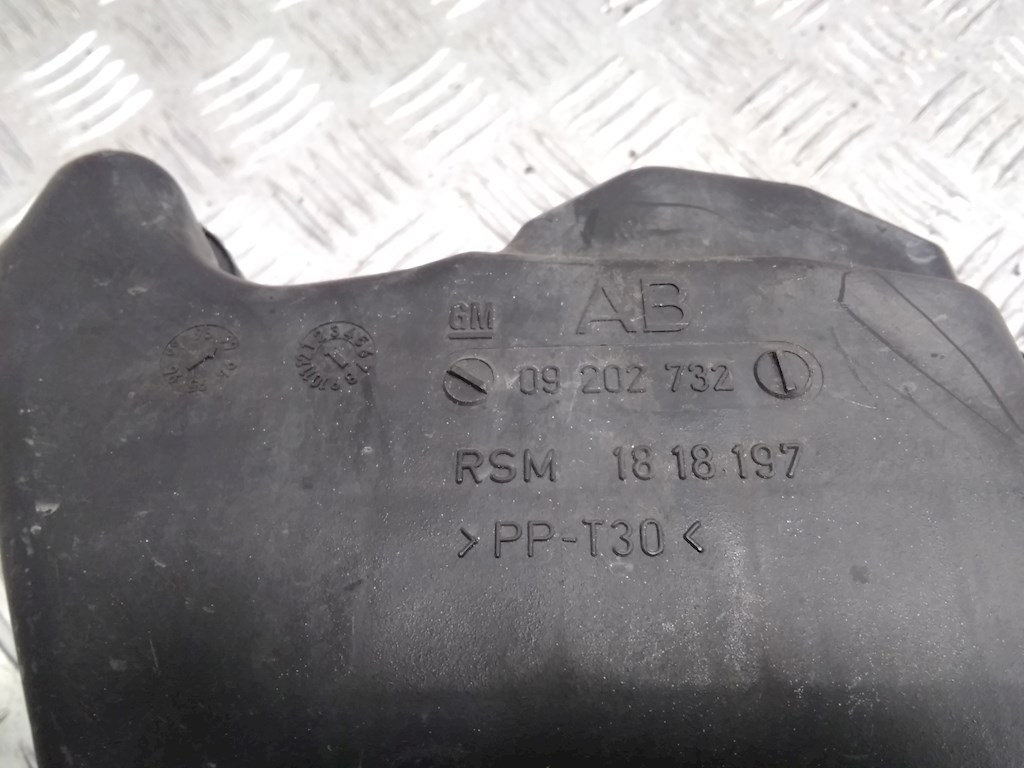 GM AB
09 202 732
RSM 18 18 197
>PP-T30<